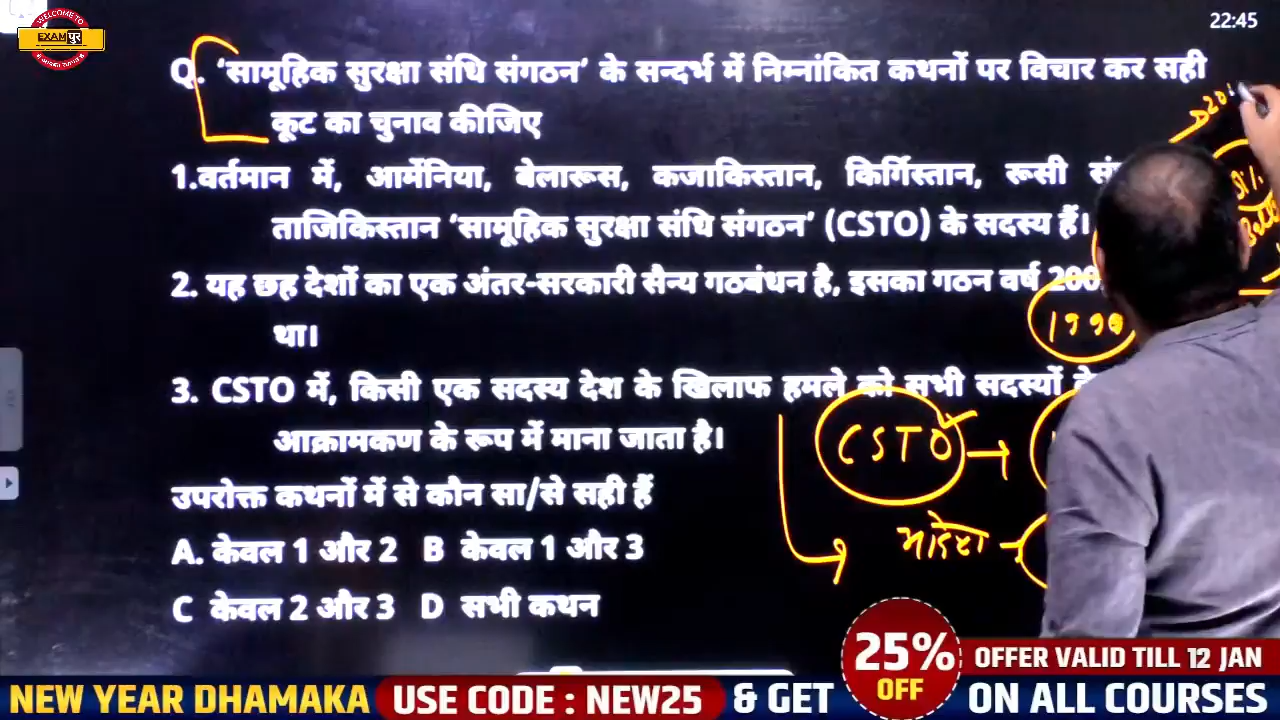 WELCOME TO
EXAMपुर
22:45
Q. ‘सामूहिक सुरक्षा संधि संगठन’ के सन्दर्भ में निम्नांकित कथनों पर विचार कर सही
कूट का चुनाव कीजिए
1.वर्तमान में, आर्मेनिया, बेलारूस, कजाकिस्तान, किर्गिस्तान, रूसी
ताजिकिस्तान ‘सामूहिक सुरक्षा संधि संगठन’ (CSTO) के सदस्य हैं।
2. यह छह देशों का एक अंतर-सरकारी सैन्य गठबंधन है, इसका गठन वर्ष
था।
3. CSTO में, किसी एक सदस्य देश के खिलाफ हमले को सभी सदस्यों
आक्रामकण के रूप में माना जाता है।
CSTO
उपरोक्त कथनों में से कौन सा/से सही हैं
A. केवल 1 और 2 B केवल 1 और 3
C केवल 2 और 3 D सभी कथन
25% OFF
OFFER VALID TILL 12 JAN
NEW YEAR DHAMAKA USE CODE : NEW25 & GET ON ALL COURSES